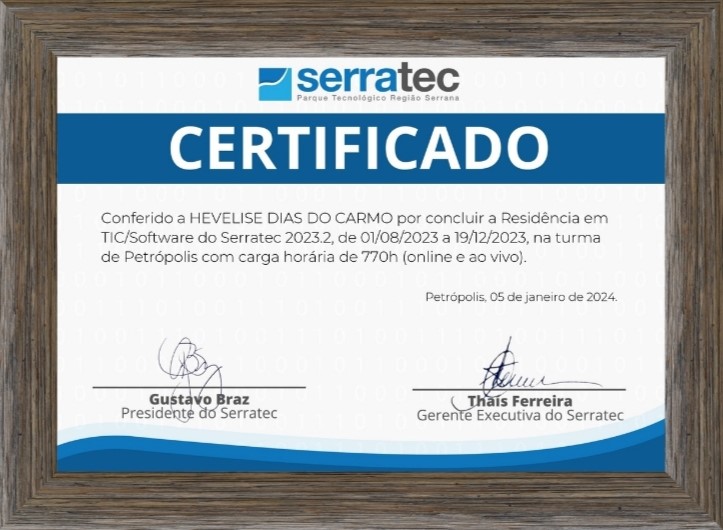 serratec
Parque Tecnológico Região Serrana
CERTIFICADO
Conferido a HEVELISE DIAS DO CARMO por concluir a Residência em
TIC/Software do Serratec 2023.2, de 01/08/2023 a 19/12/2023, na turma
de Petrópolis com carga horária de 770h (online e ao vivo).
Petrópolis, 05 de janeiro de 2024.
Gustavo Braz
Presidente do Serratec
Thais Ferreira
Gerente Executiva do Serratec